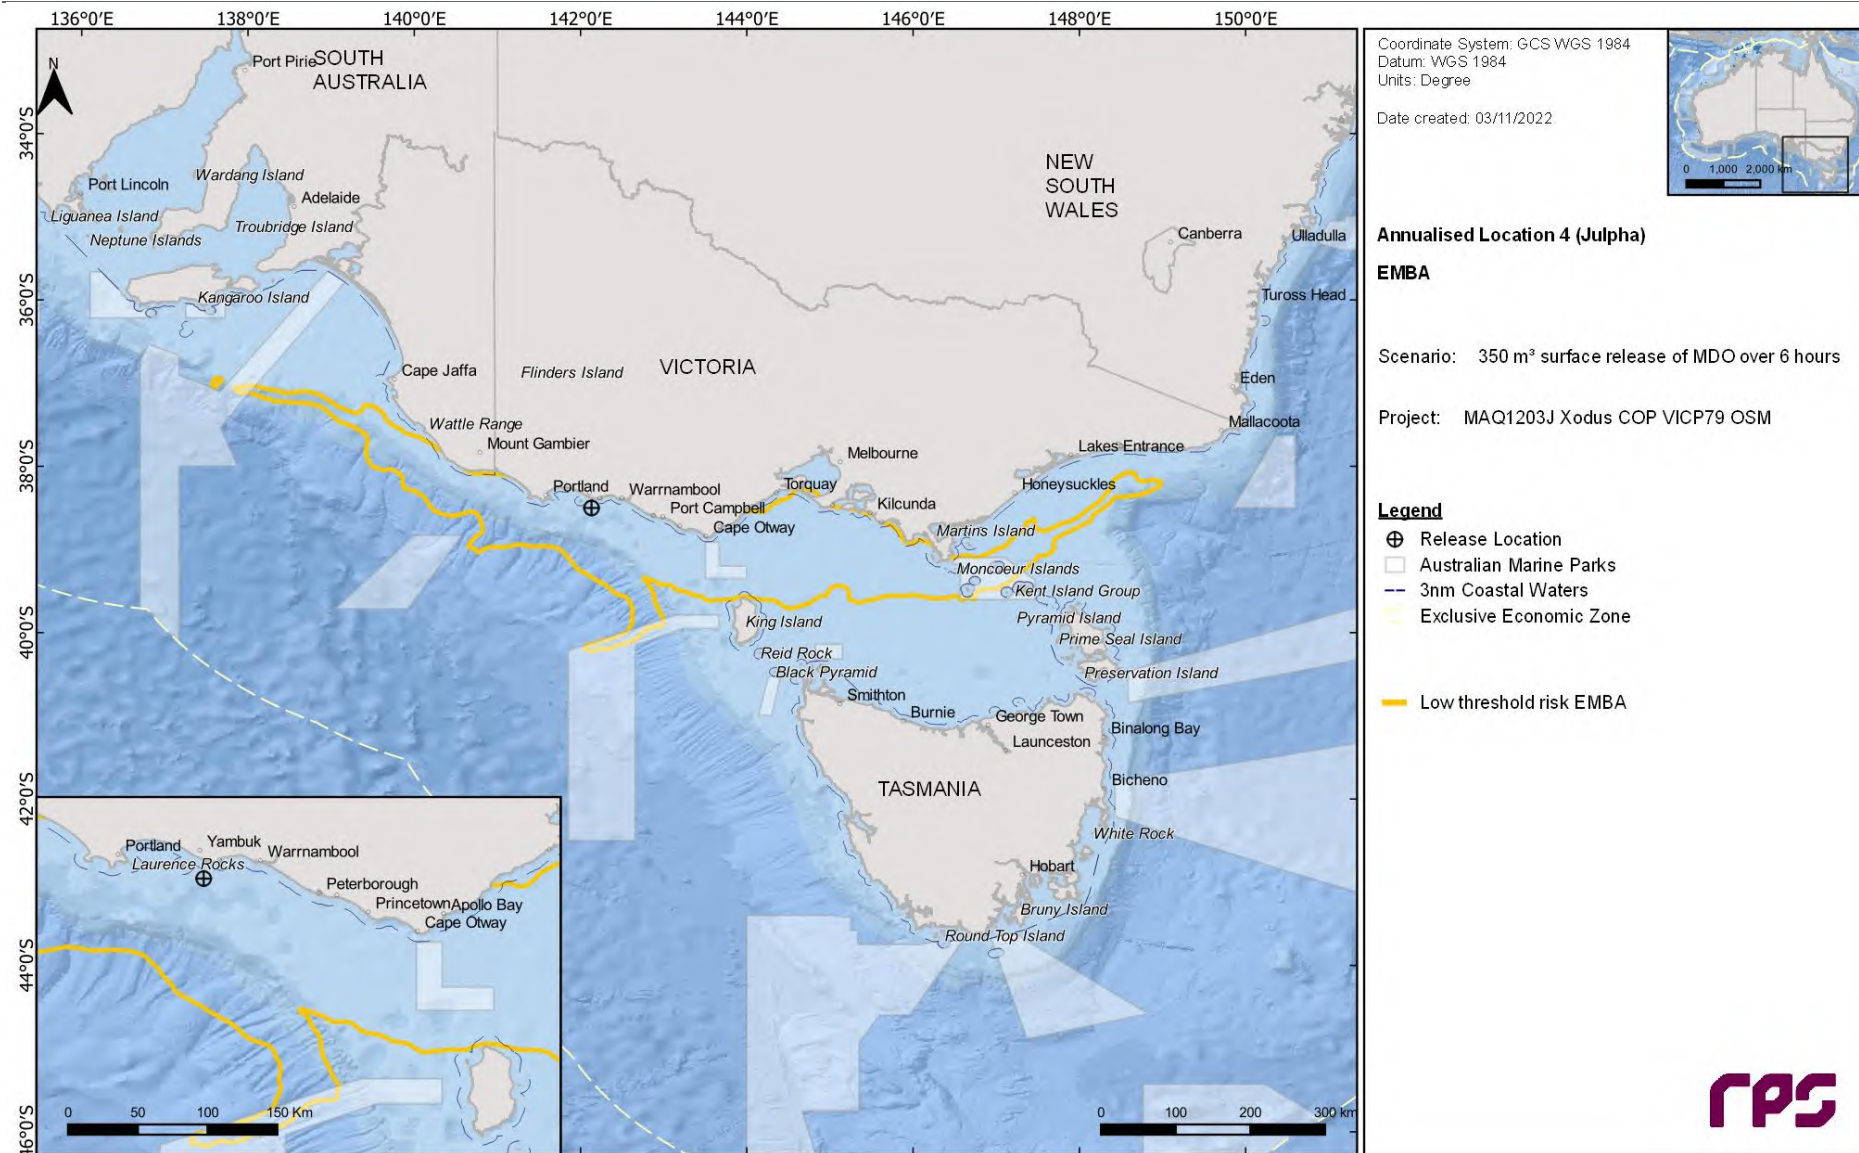 136°0'E 138°0'E 140°0'E 142°0'E 144°0'E 146°0'E 148°0'E 150°0'E
34°0'S
36°0'S
38°0'S
40°0'S
42°0'S
44°0'S
46°0'S
N
Port Pirie
SOUTH
AUSTRALIA
Wardang Island
Port Lincoln
Adelaide
Liguanea Island
Troubridge Island
Neptune Islands
Kangaroo Island
NEW
SOUTH
WALES
Canberra
Ulladulla
Tuross Head
Cape Jaffa
Flinders Island
VICTORIA
Eden
Wattle Range
Mallacoota
Mount Gambier
Melbourne
Lakes Entrance
Portland
Warrnambool
Torquay
Honeysuckles
Port Campbell
Kilcunda
Cape Otway
Martins Island
Moncoeur Islands
Kent Island Group
King Island
Pyramid Island
Prime Seal Island
Reid Rock
Black Pyramid
Preservation Island
Smithton
Burnie
George Town
Binalong Bay
Launceston
Bicheno
TASMANIA
White Rock
Hobart
Bruny Island
Round Top Island
0 100 200 300 km
Portland
Yambuk
Warrnambool
Laurence Rocks
Peterborough
Princetown
Apollo Bay
Cape Otway
0 50 100 150 Km
Coordinate System: GCS WGS 1984
Datum: WGS 1984
Units: Degree
Date created: 03/11/2022
0 1,000 2,000 km
Annualised Location 4 (Julpha)
EMBA
Scenario: 350 m³ surface release of MDO over 6 hours
Project: MAQ1203J Xodus COP VICP79 OSM
Legend
Release Location
Australian Marine Parks
3nm Coastal Waters
Exclusive Economic Zone
Low threshold risk EMBA
rps